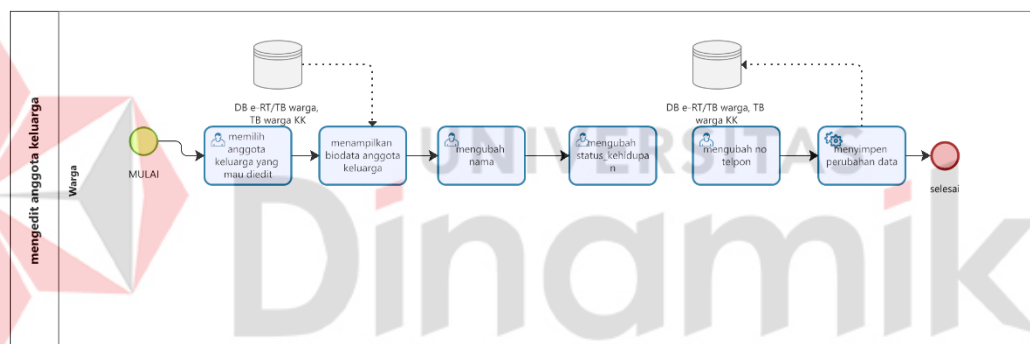 mengedit anggota keluarga
Warga
MULAI
DB e-RT/TB warga,
TB warga KK
memilih
anggota
keluarga yang
mau diedit
menampilkan
biodata anggota
keluarga
mengubah
nama
mengubah
status_kehidupa
n
DB e-RT/TB warga, TB
warga KK
mengubah no
telpon
menyimpen
perubahan data
selesai
UNIVERSITAS
Dinamik